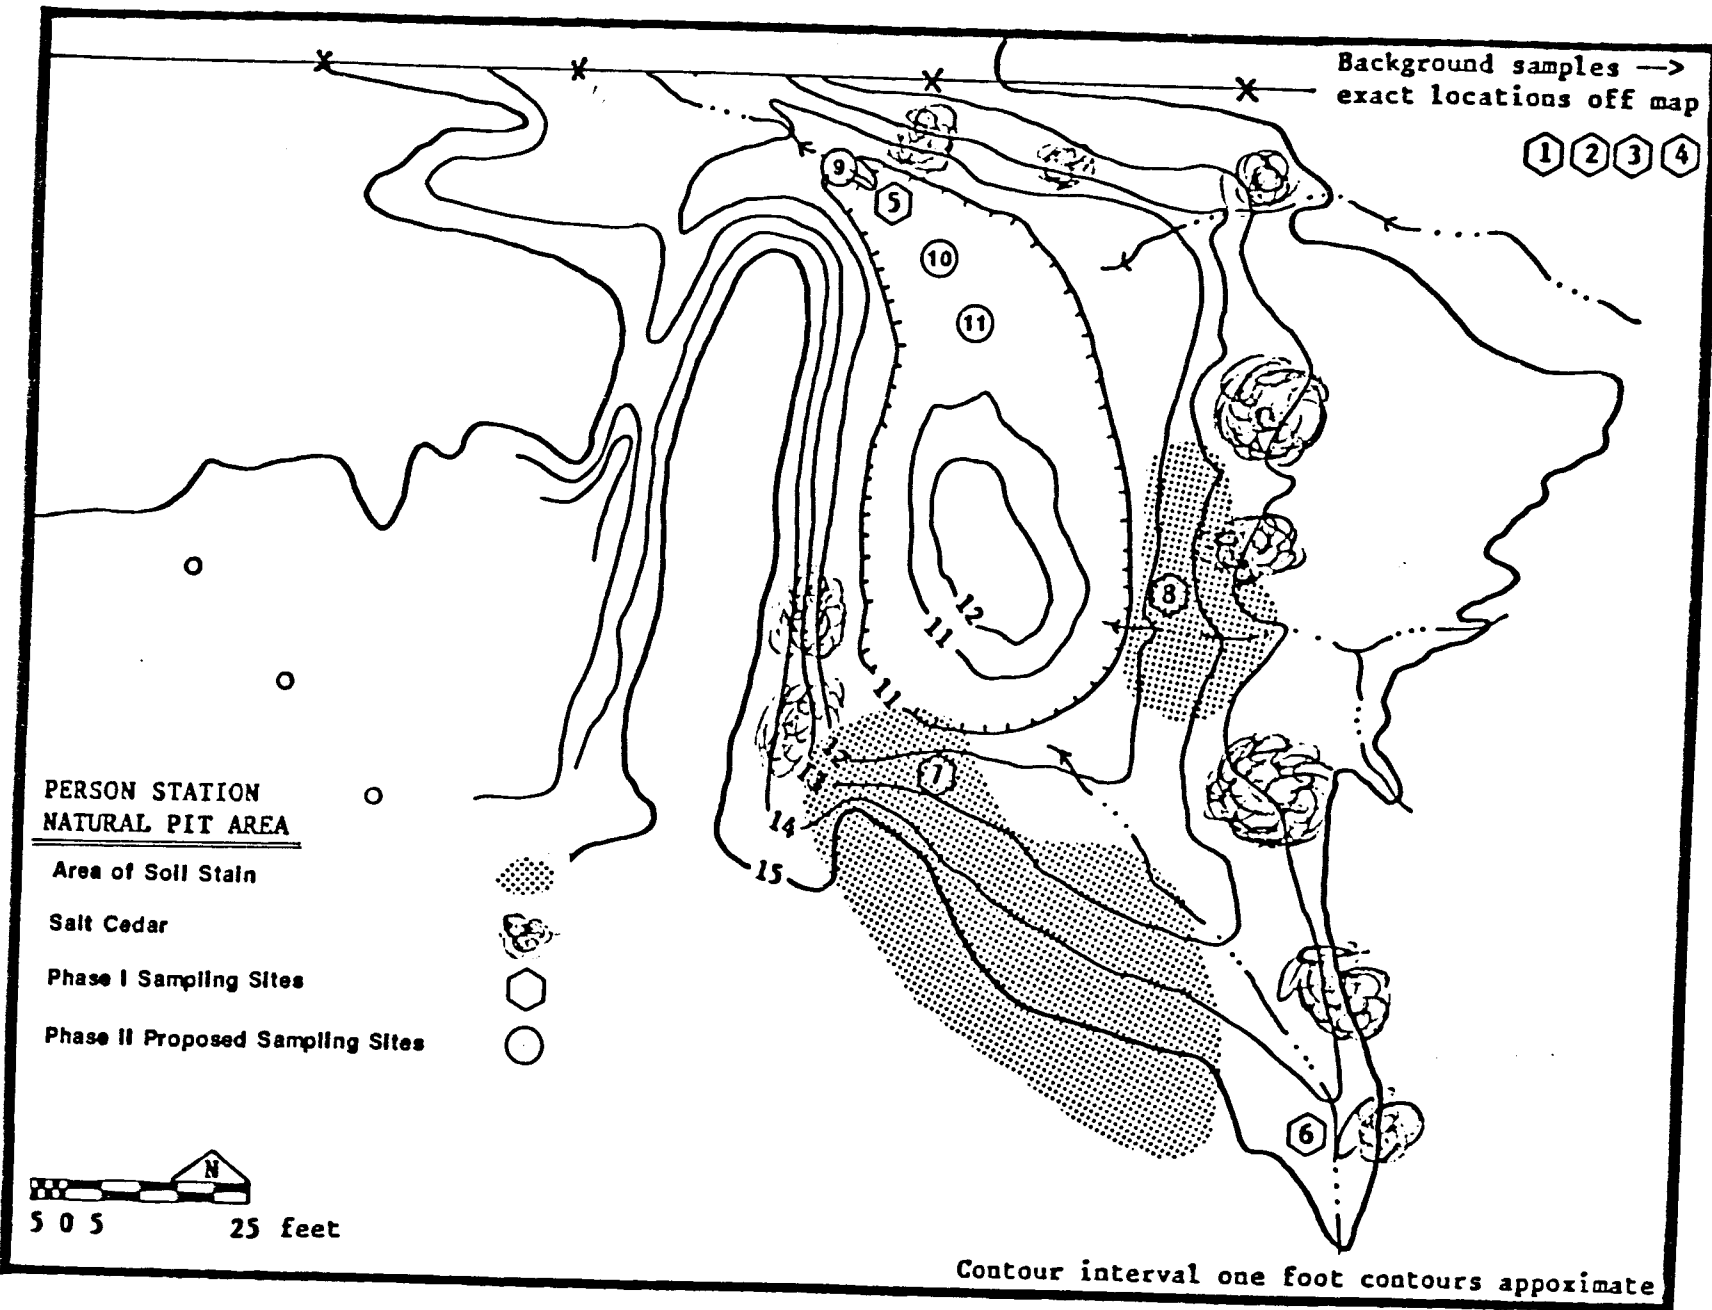 Background samples —>
exact locations off map
1 2 3 4
9
5
10
11
12
11
8
11
12
13
7
14
15
6
PERSON STATION
NATURAL PIT AREA
Area of Soil Stain
Salt Cedar
Phase I Sampling Sites
Phase II Proposed Sampling Sites
N
5 0 5 25 feet
Contour interval one foot contours appoximate